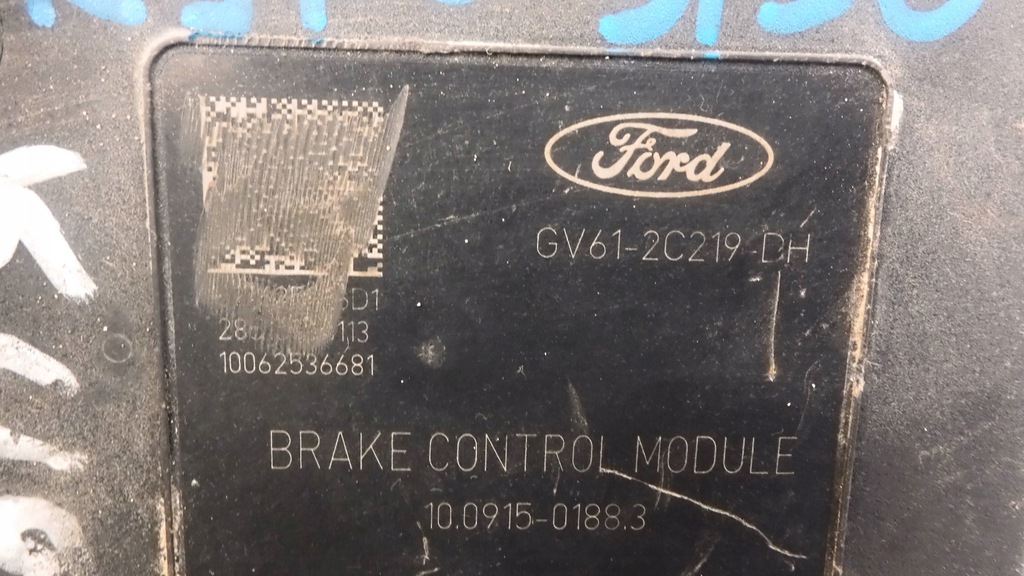 Ford
GV61-2C219-DH
10062536681
BRAKE CONTROL MODULE
10.0915-0188.3